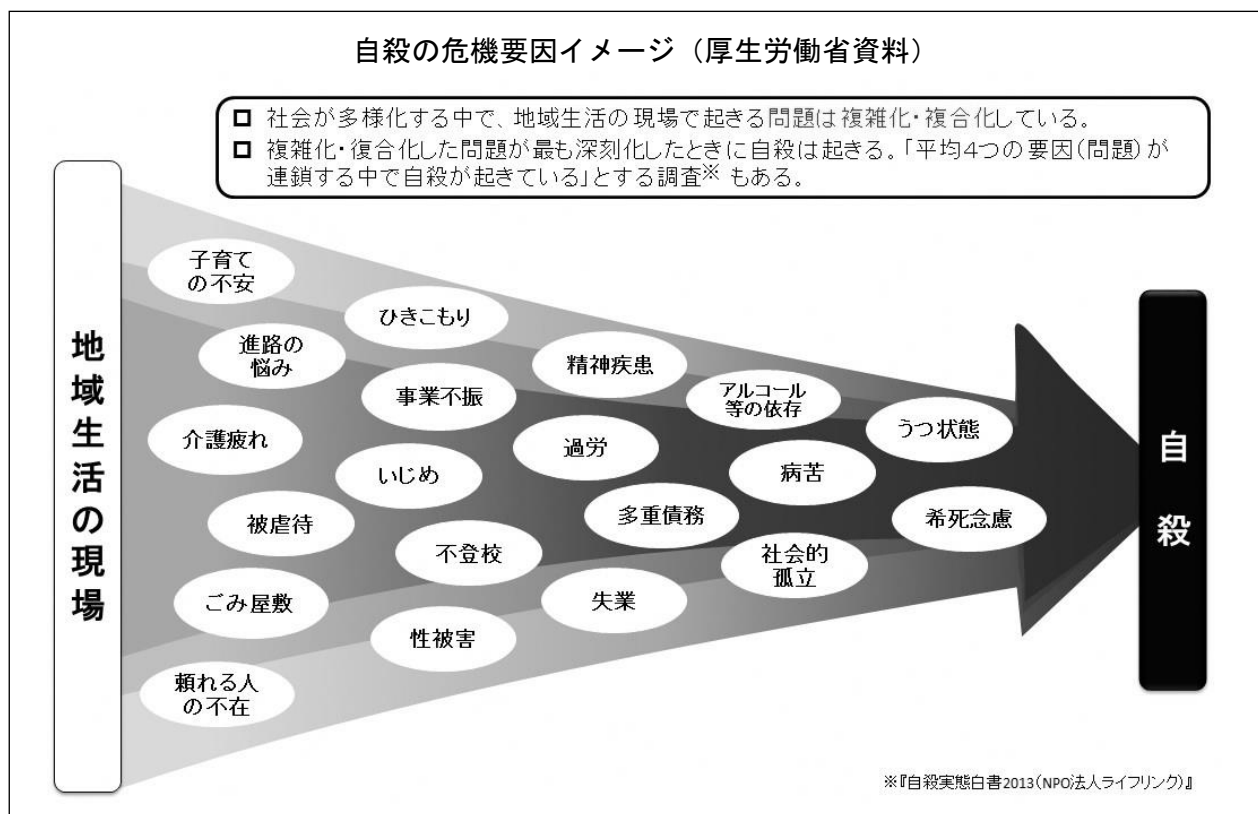 自殺の危機要因イメージ（厚生労働省資料）
□ 社会が多様化する中で、地域生活の現場で起きる問題は複雑化・複合化している。
□ 複雑化・復合化した問題が最も深刻化したときに自殺は起きる。「平均4つの要因(問題)が
連鎖する中で自殺が起きている」とする調査※ もある。
地域生活の現場
子育て
の不安
ひきこもり
進路の
悩み
精神疾患
事業不振
アルコール
等の依存
うつ状態
介護疲れ
過労
いじめ
病苦
被虐待
多重債務
希死念慮
不登校
社会的
孤立
ごみ屋敷
失業
性被害
頼れる人
の不在
自殺
※『自殺実態白書2013(NPO法人ライフリンク)』